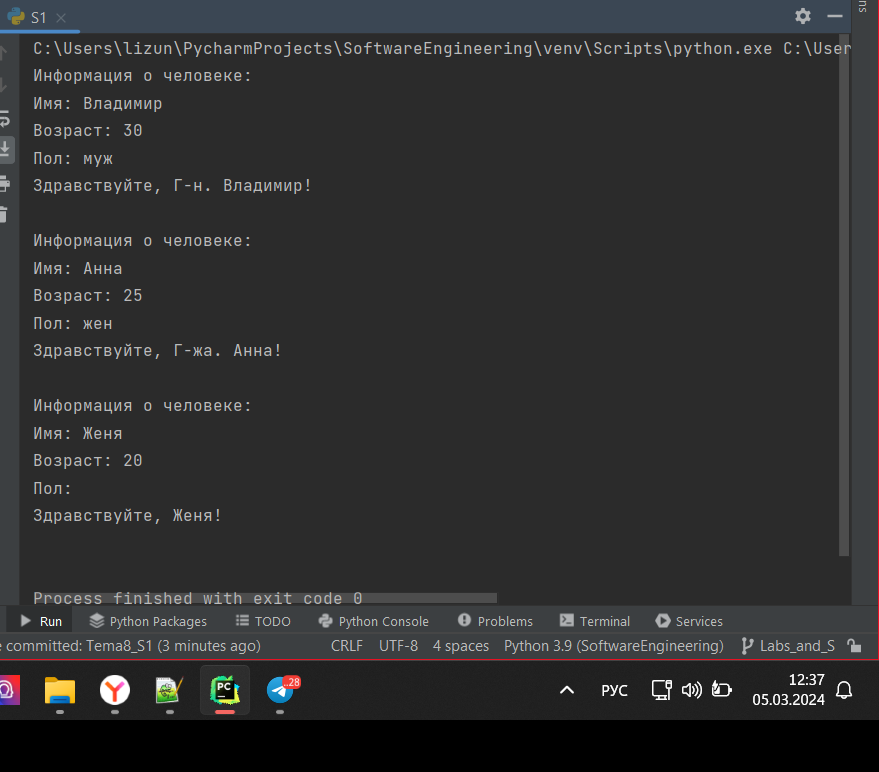 S1
ns
C:\Users\lizun\PycharmProjects\SoftwareEngineering\venv\Scripts\python.exe C:\User
Информация о человеке:
Имя: Владимир
Возраст: 30
Пол: муж
Здравствуйте, Г-н. Владимир!
Информация о человеке:
Имя: Анна
Возраст: 25
Пол: жен
Здравствуйте, Г-жа. Анна!
Информация о человеке:
Имя: Женя
Возраст: 20
Пол:
Здравствуйте, Женя!
Process finished with exit code 0
Run Python Packages TODO Python Console Problems Terminal Services
e committed: Tema8_S1 (3 minutes ago) CRLF UTF-8 4 spaces Python 3.9 (SoftwareEngineering) Labs_and_S
PC 28 РУС 12:37
05.03.2024